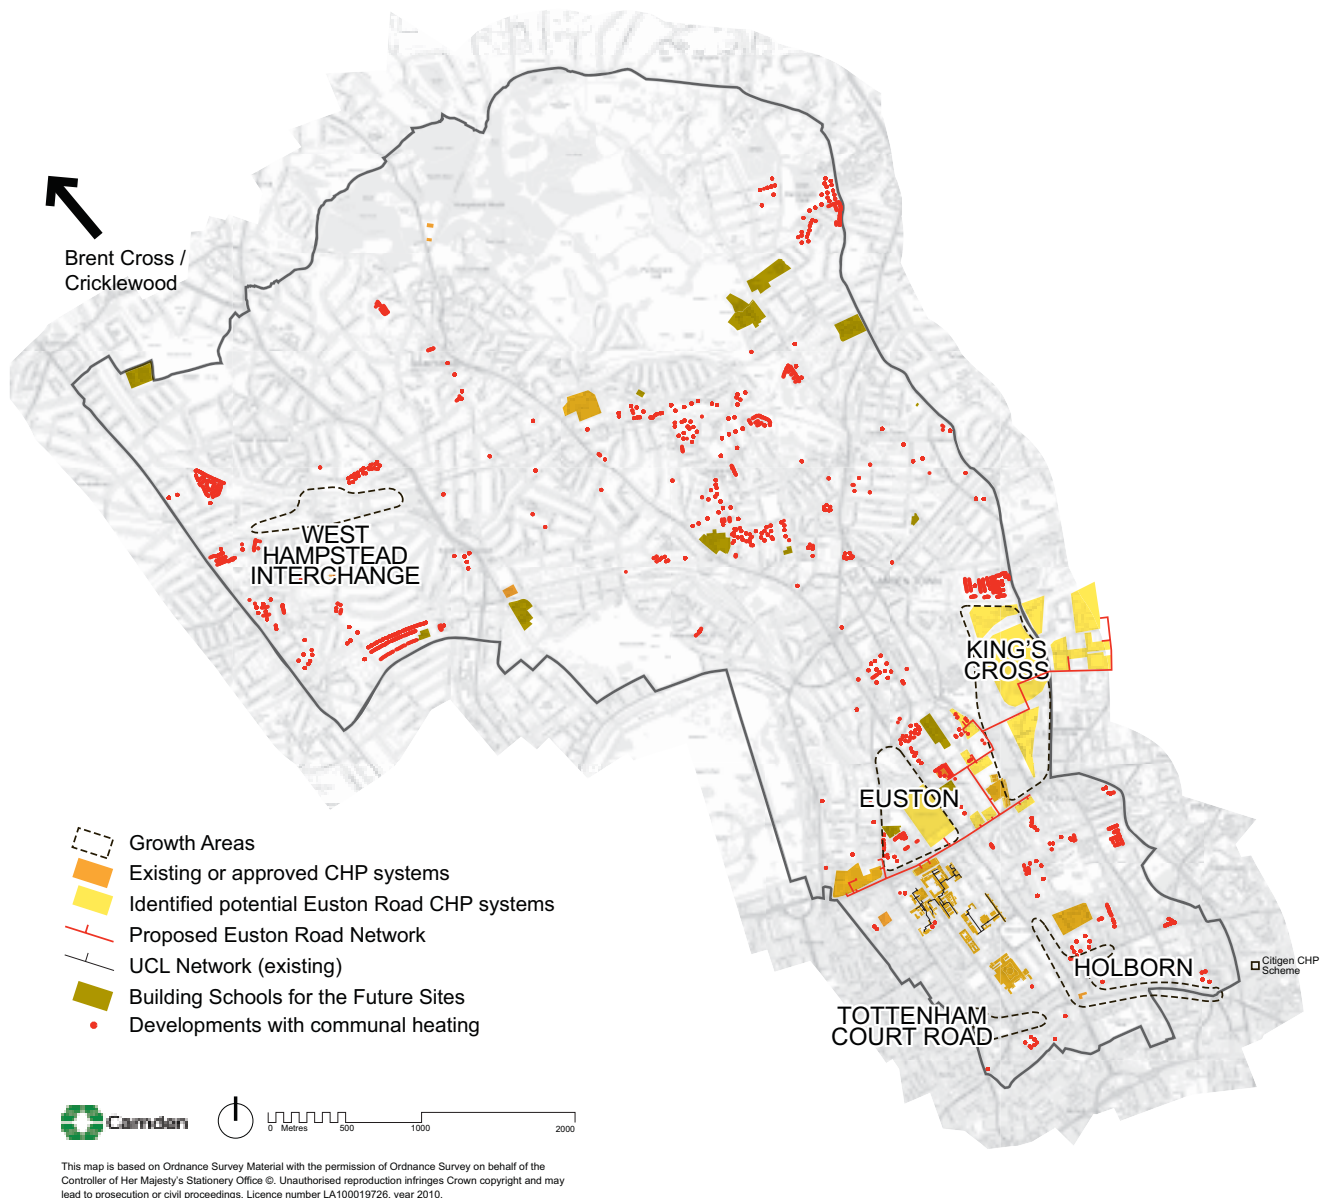 Brent Cross /
Cricklewood
WEST
HAMPSTEAD
INTERCHANGE
KING'S
CROSS
EUSTON
HOLBORN
Citigen CHP
Scheme
TOTTENHAM
COURT ROAD
Growth Areas
Existing or approved CHP systems
Identified potential Euston Road CHP systems
Proposed Euston Road Network
UCL Network (existing)
Building Schools for the Future Sites
Developments with communal heating
Camden
0 Metres 500 1000 2000
This map is based on Ordnance Survey Material with the permission of Ordnance Survey on behalf of the
Controller of Her Majesty's Stationery Office ©. Unauthorised reproduction infringes Crown copyright and may
lead to prosecution or civil proceedings. Licence number LA100019726, year 2010.